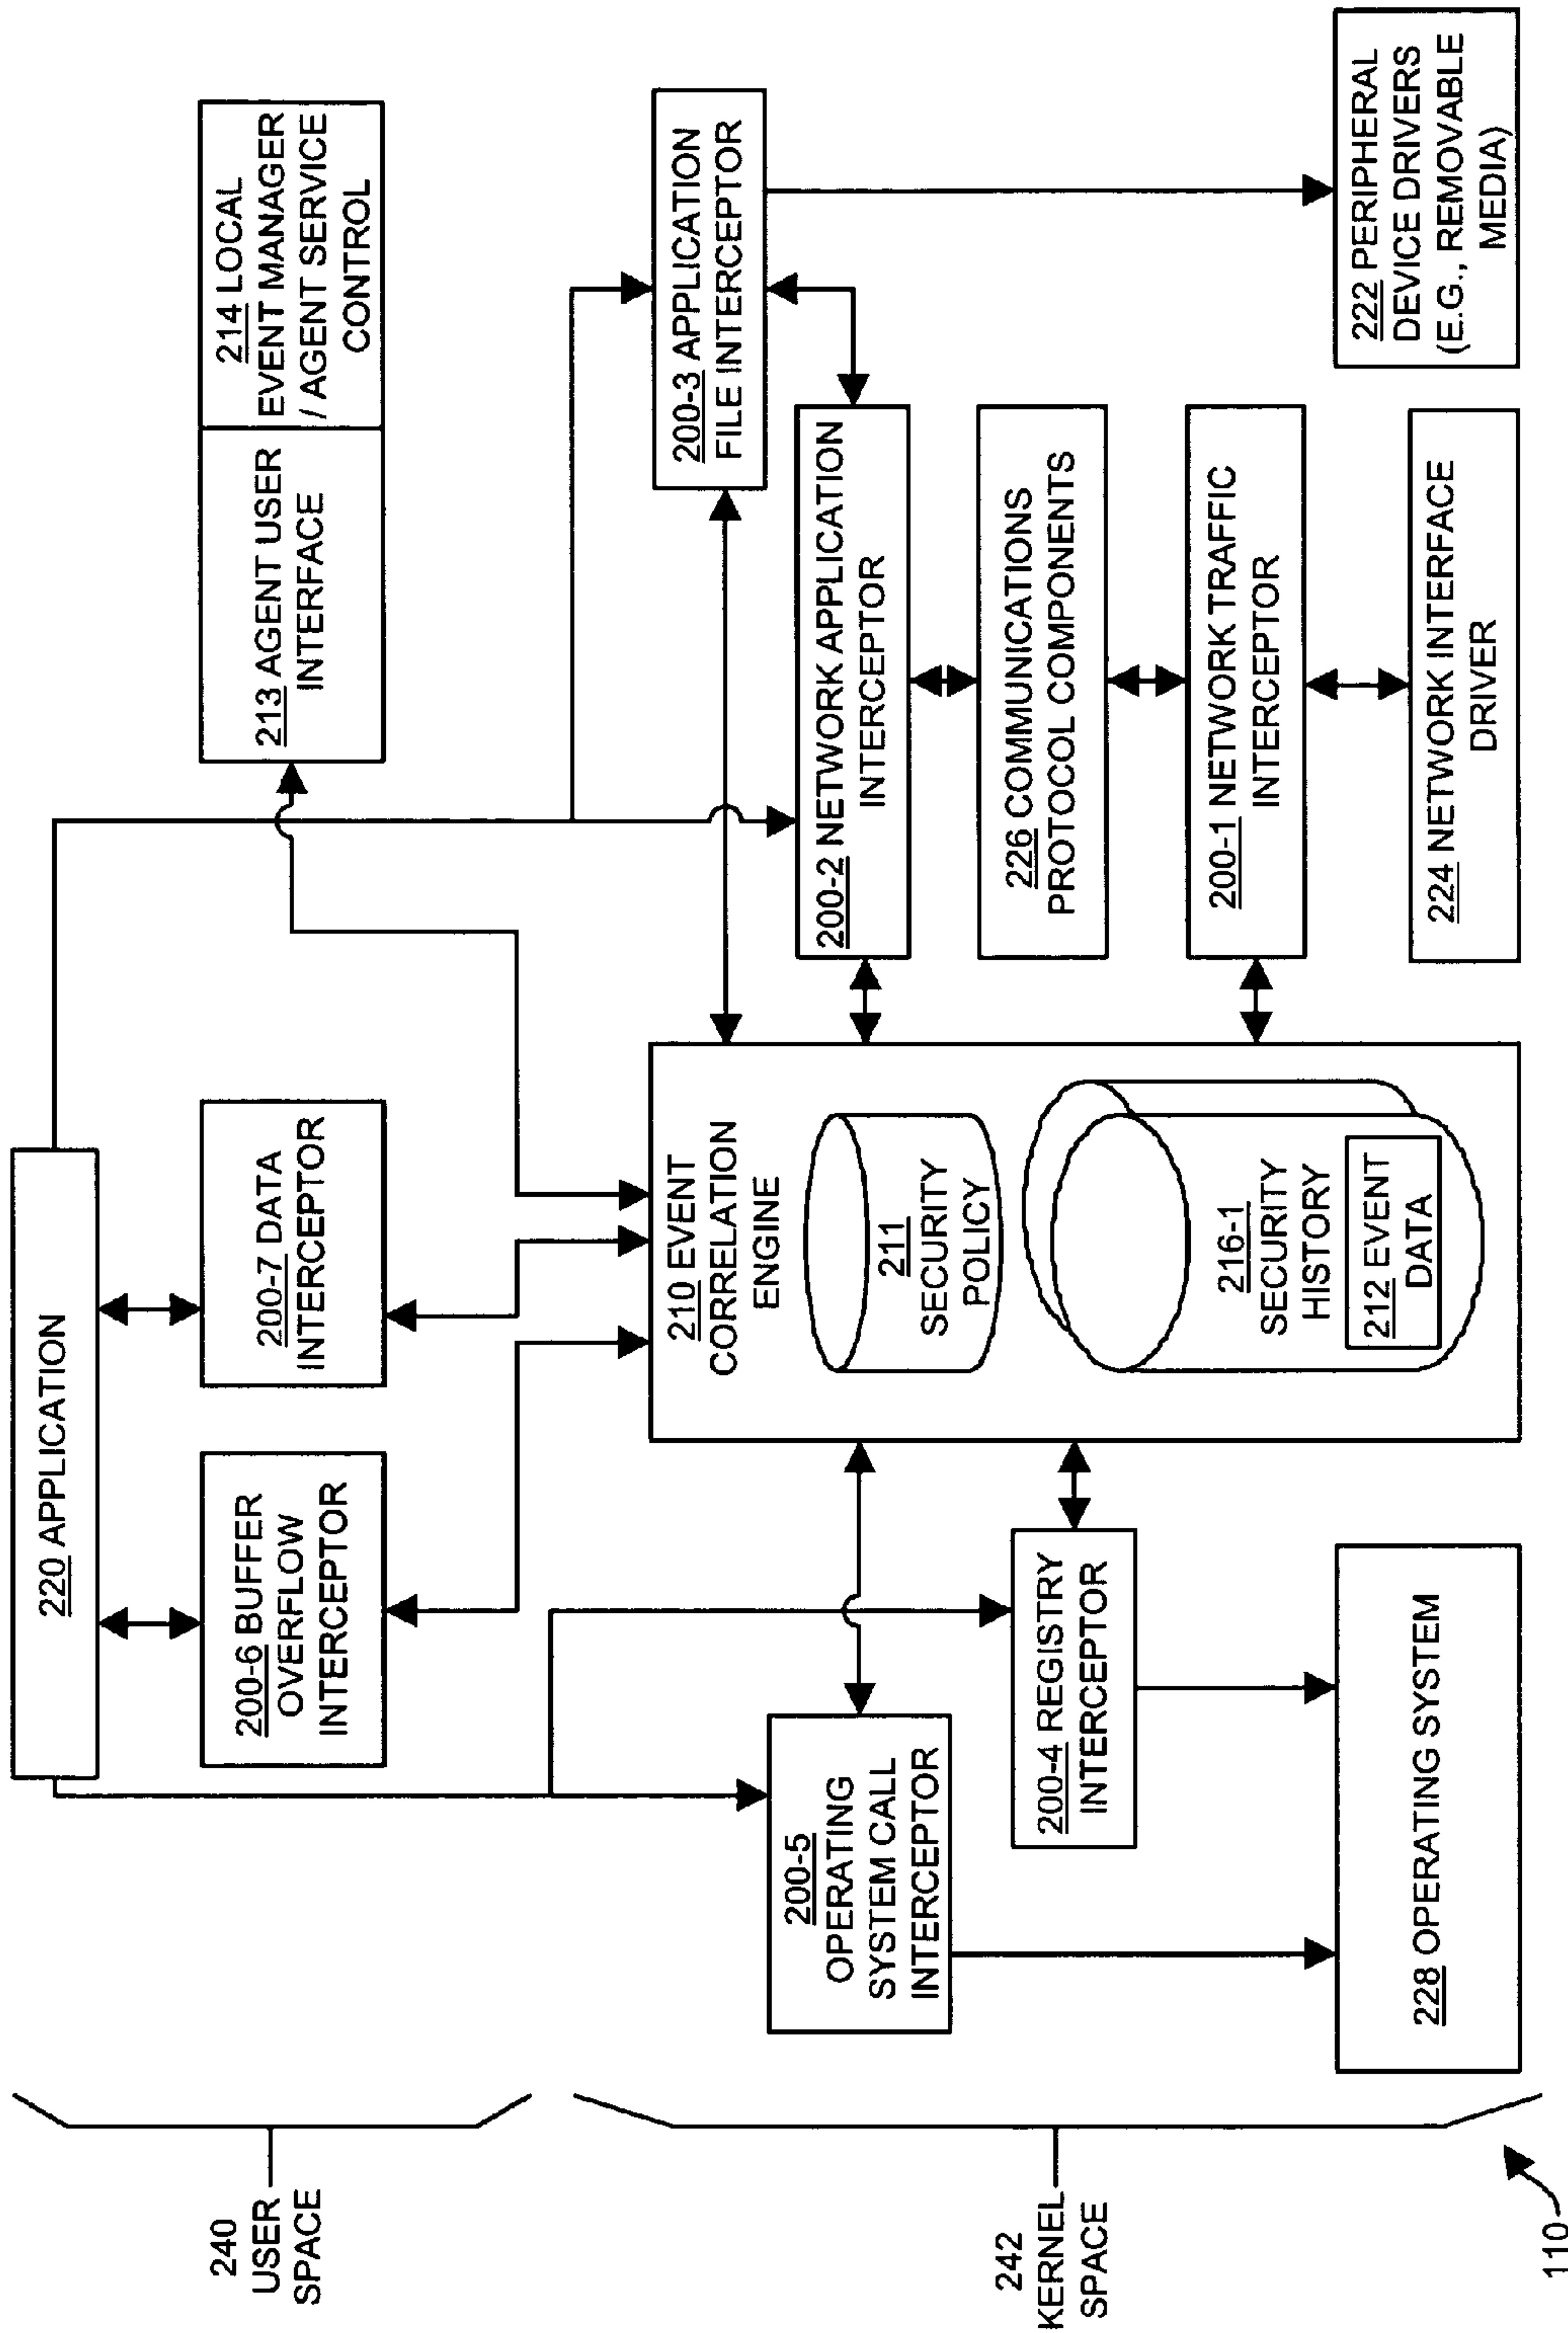 220 APPLICATION
200-6 BUFFER
OVERFLOW
INTERCEPTOR
200-7 DATA
INTERCEPTOR
213 AGENT USER
INTERFACE
214 LOCAL
EVENT MANAGER
/ AGENT SERVICE
CONTROL
240
USER
SPACE
200-5
OPERATING
SYSTEM CALL
INTERCEPTOR
200-4 REGISTRY
INTERCEPTOR
228 OPERATING SYSTEM
210 EVENT
CORRELATION
ENGINE
211
SECURITY
POLICY
216-1
SECURITY
HISTORY
212 EVENT
DATA
200-3 APPLICATION
FILE INTERCEPTOR
200-2 NETWORK APPLICATION
INTERCEPTOR
226 COMMUNICATIONS
PROTOCOL COMPONENTS
200-1 NETWORK TRAFFIC
INTERCEPTOR
224 NETWORK INTERFACE
DRIVER
222 PERIPHERAL
DEVICE DRIVERS
(E.G., REMOVABLE
MEDIA)
242
KERNEL
SPACE
110